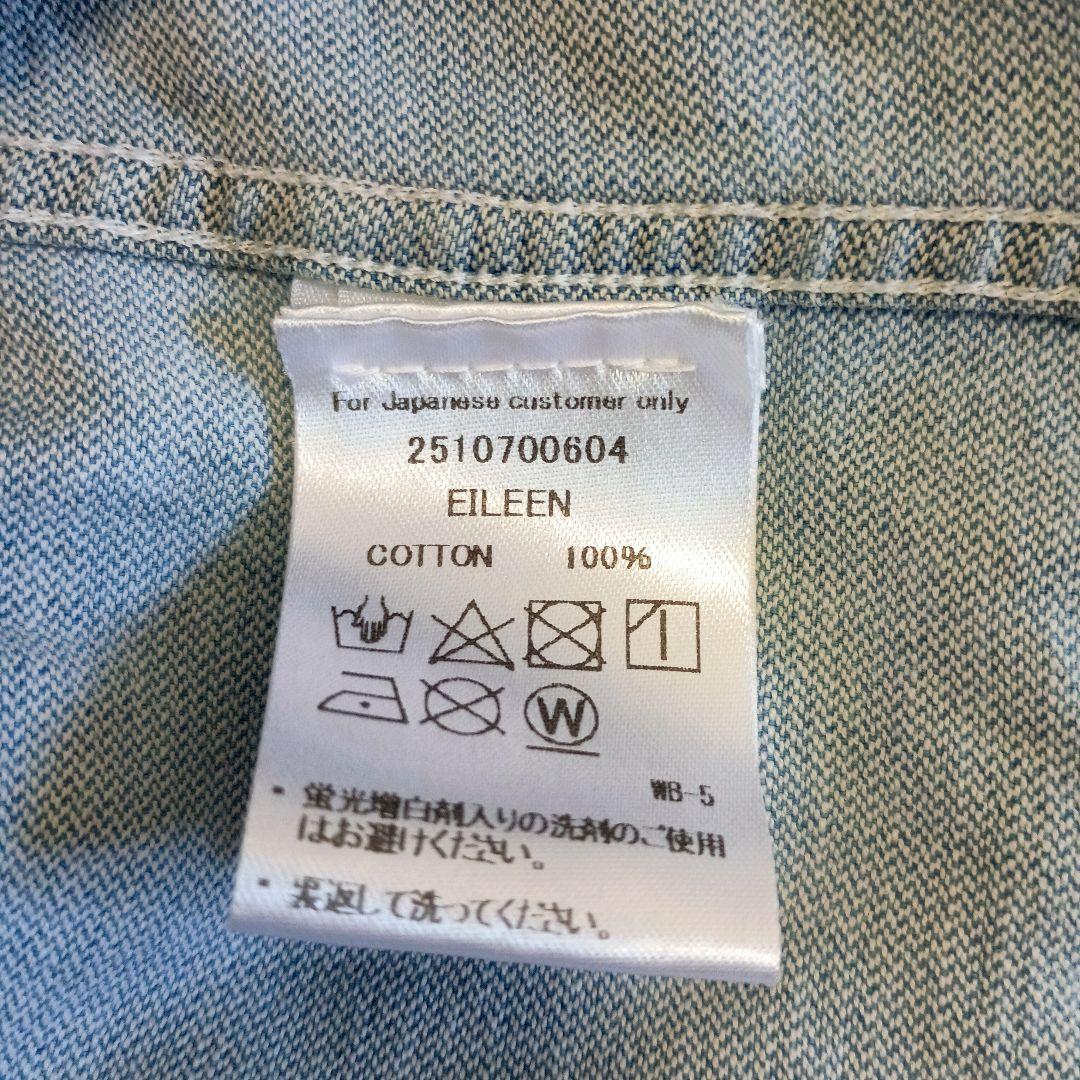 For Japanese customer only
2510700604
EILEEN
COTTON 100%
W
WB-5
・蛍光増白剤入りの洗剤のご使用
はお避けください。
・裏返して洗ってください。